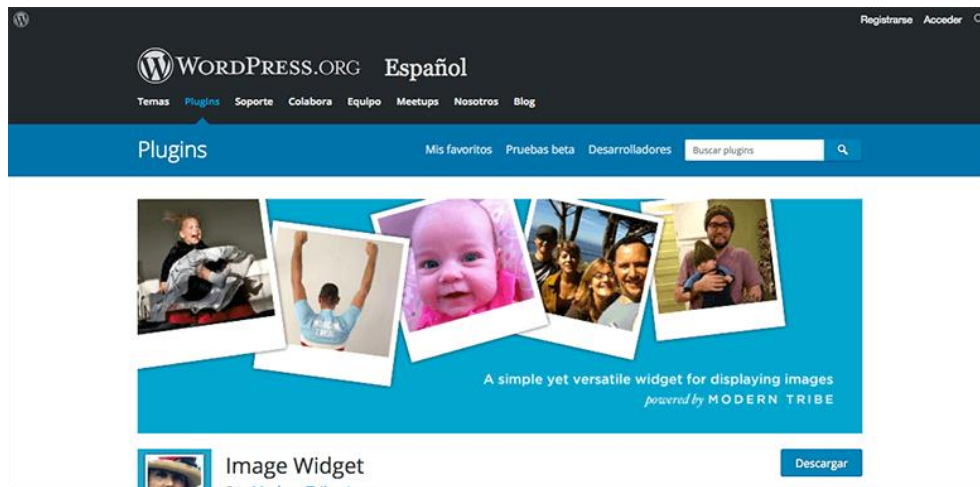 Registrarse Acceder
WORDPRESS.ORG Español
Temas Plugins Soporte Colabora Equipo Meetups Nosotros Blog
Plugins Mis favoritos Pruebas beta Desarrolladores Buscar plugins
A simple yet versatile widget for displaying images
powered by MODERN TRIBE
Image Widget Descargar